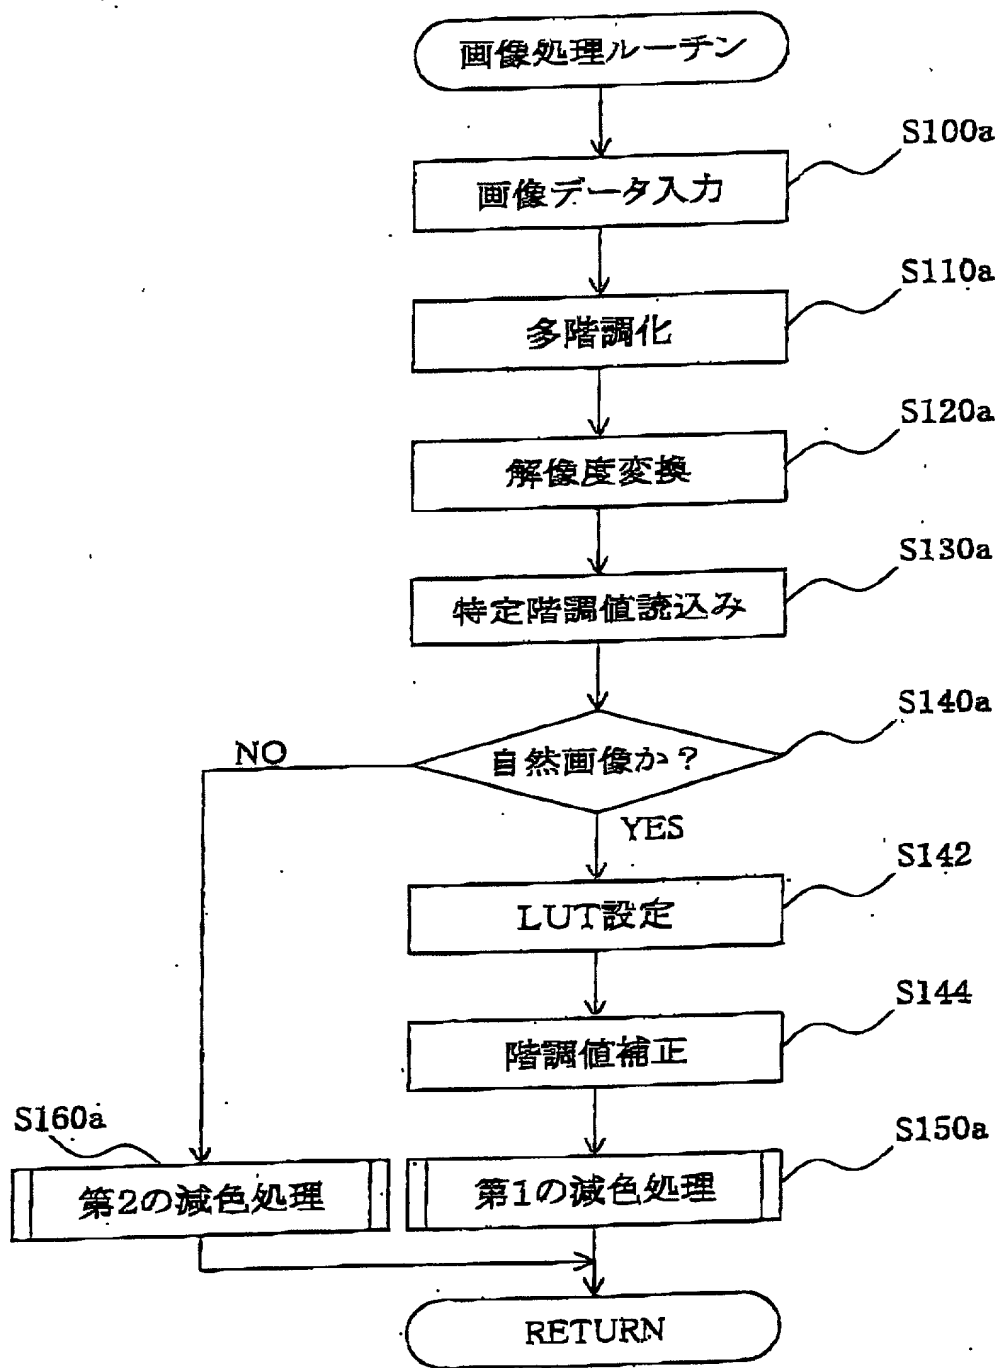 画像処理ルーチン
S100a
画像データ入力
S110a
多階調化
S120a
解像度変換
S130a
特定階調値読込み
S140a
自然画像か？
NO
YES
S142
LUT設定
S144
階調値補正
S160a
S150a
第2の減色処理
第1の減色処理
RETURN